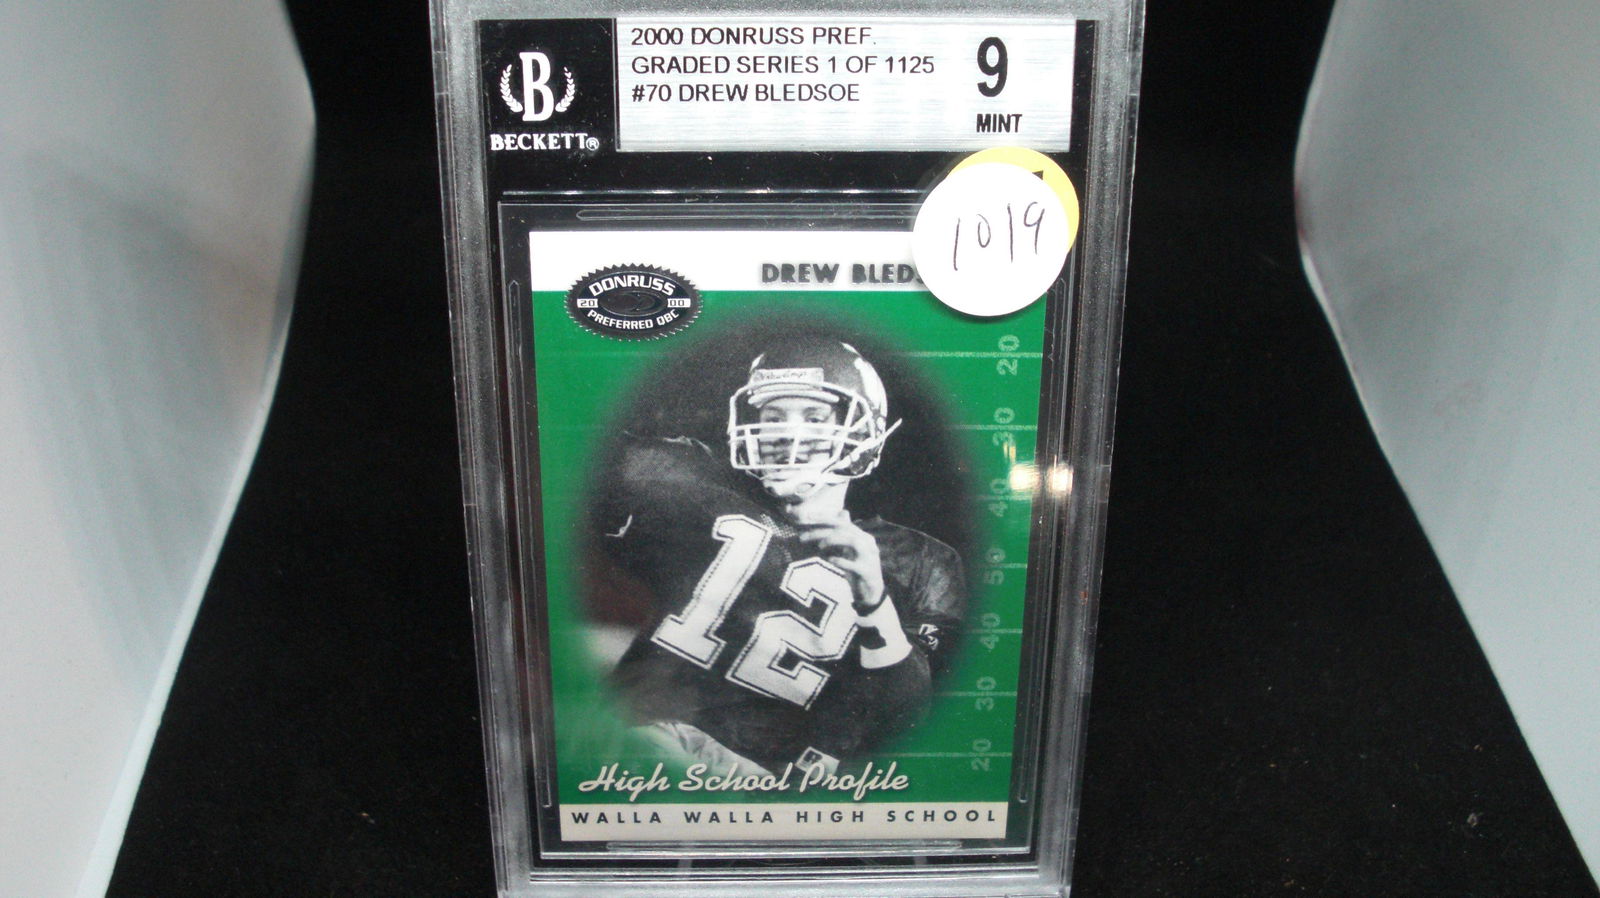 2000 DONRUSS PREF.
GRADED SERIES 1 OF 1125
#70 DREW BLEDSOE
9
MINT
B
BECKETT®
1019
DREW BLEDS
DONRUSS
20 00
PREFERRED QBC
Rawlings
20
30
40
50
40
30
20
12
High School Profile
WALLA WALLA HIGH SCHOOL